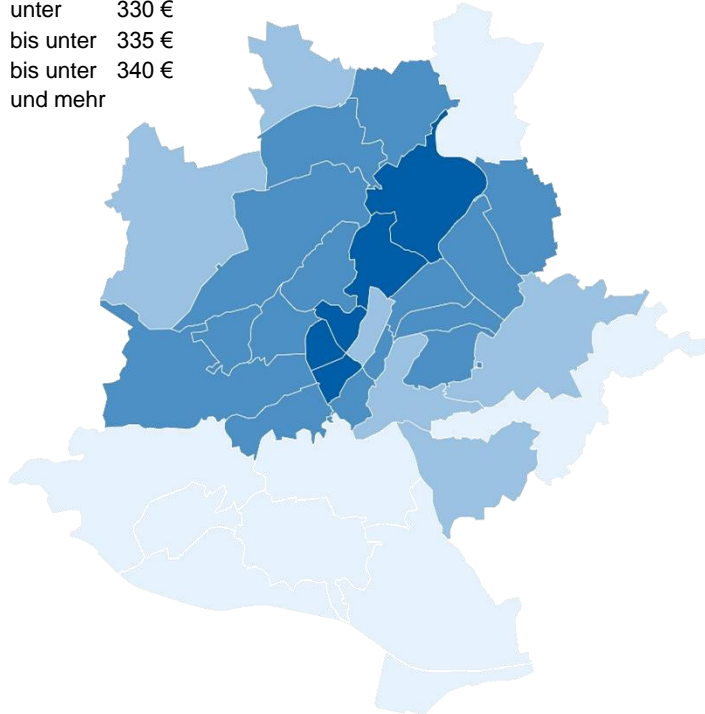 unter 330 €
bis unter 335 €
bis unter 340 €
und mehr